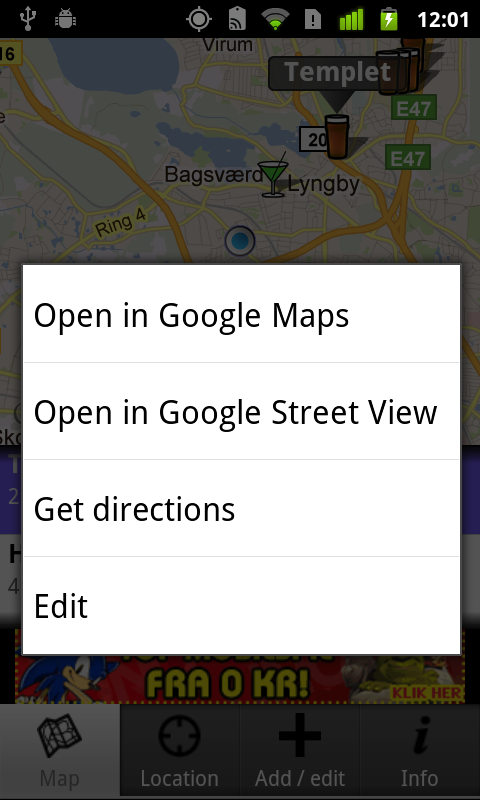 12:01
16
Virum
Templet
E47
20
E47
Bagsværd
Lyngby
Ring 4
Open in Google Maps
Open in Google Street View
Get directions
Edit
FRA 0 KR!
KLIK HER
Map
Location
Add / edit
Info